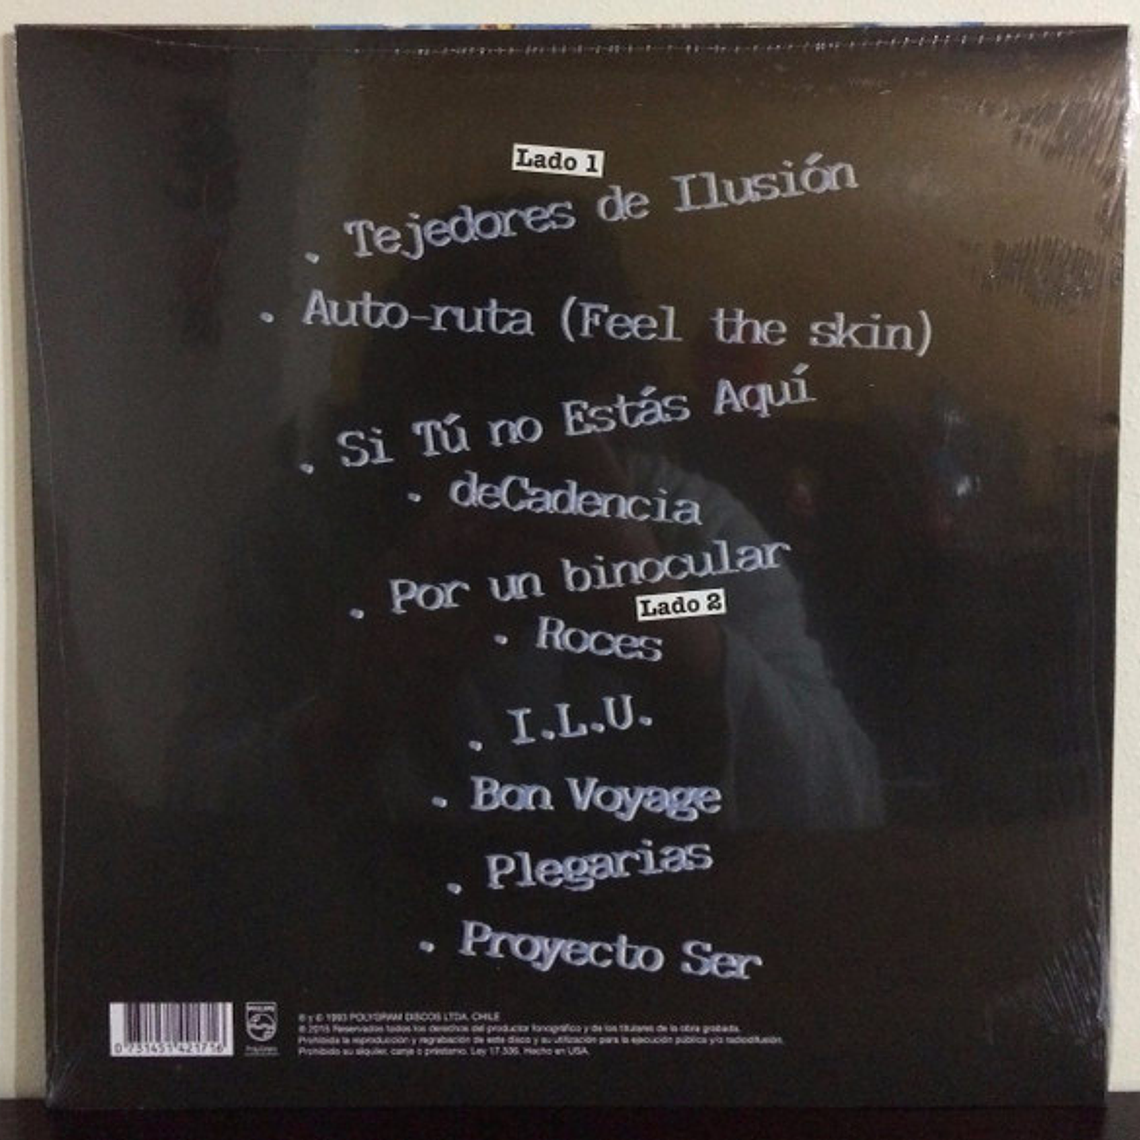 Lado 1
. Tejedores de Ilusión
. Auto-ruta (Feel the skin)
. Si Tú no Estás Aquí
. deCadencia
. Por un binocular
Lado 2
. Roces
. I.L.U.
. Bon Voyage
. Plegarias
. Proyecto Ser
0 731451 421716
PHILIPS
℗ y © 1993 POLYGRAM DISCOS LTDA. CHILE
℗ 2015 Reservados todos los derechos del productor fonográfico y de los titulares de la obra grabada.
Prohibida la reproducción y regrabación de este disco y su utilización para la ejecución pública y/o radiodifusión.
Prohibido su alquiler, canje o préstamo. Ley 17.336. Hecho en USA.